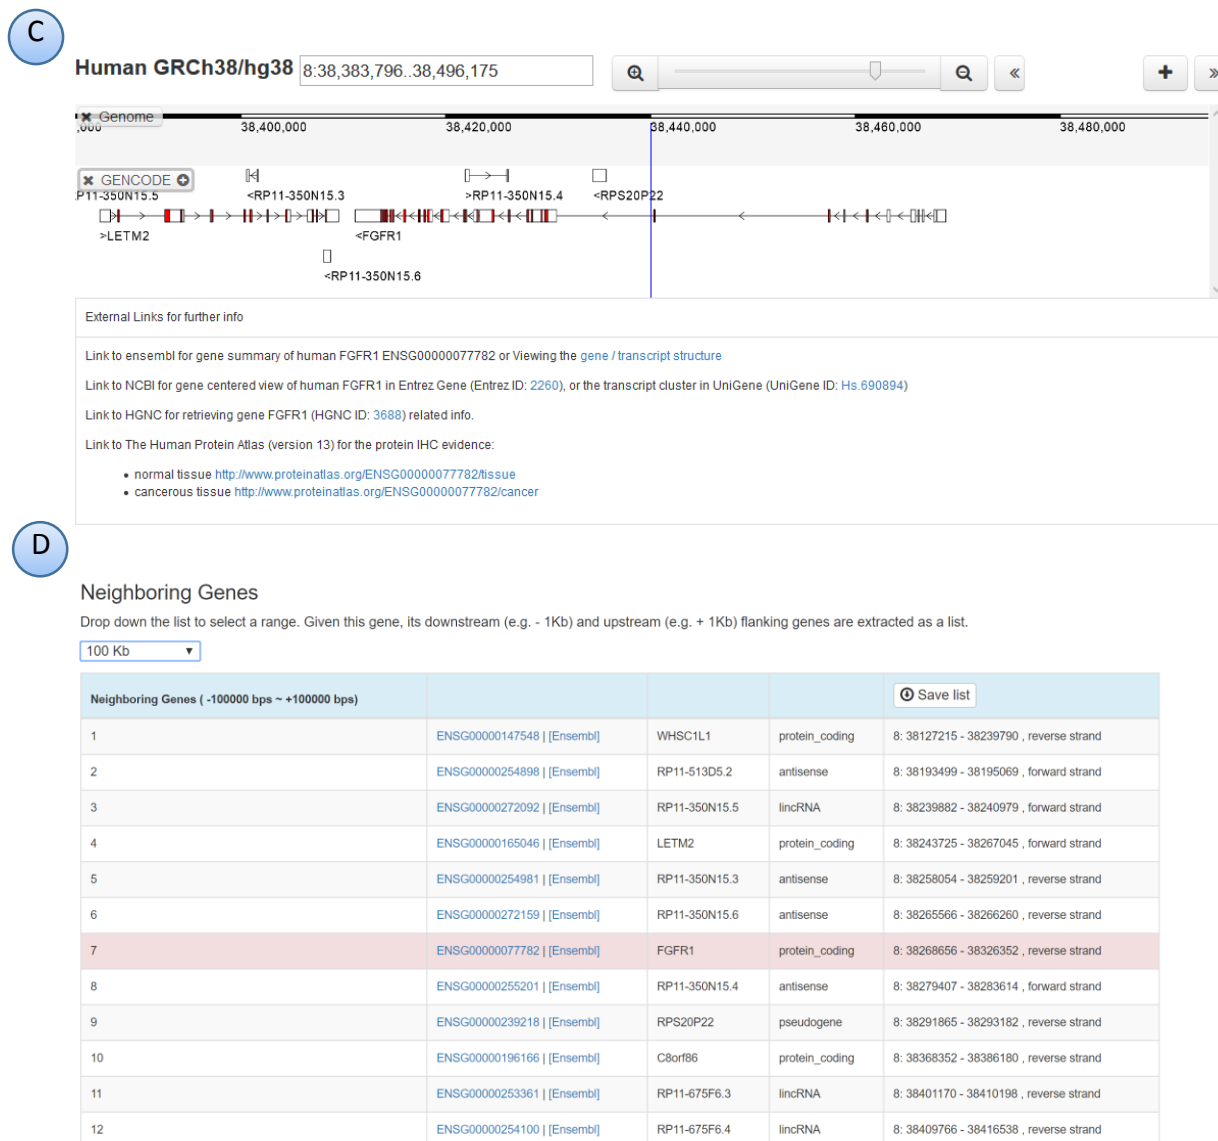 C
Human GRCh38/hg38 8:38,383,796..38,496,175
Genome
,000 38,400,000 38,420,000 38,440,000 38,460,000 38,480,000
GENCODE
P11-350N15.5 <RP11-350N15.3 >RP11-350N15.4 <RPS20P22
>LETM2 <FGFR1
<RP11-350N15.6
External Links for further info
Link to ensembl for gene summary of human FGFR1 ENSG00000077782 or Viewing the gene / transcript structure
Link to NCBI for gene centered view of human FGFR1 in Entrez Gene (Entrez ID: 2260), or the transcript cluster in UniGene (UniGene ID: Hs.690894)
Link to HGNC for retrieving gene FGFR1 (HGNC ID: 3688) related info.
Link to The Human Protein Atlas (version 13) for the protein IHC evidence:
• normal tissue http://www.proteinatlas.org/ENSG00000077782/tissue
• cancerous tissue http://www.proteinatlas.org/ENSG00000077782/cancer
D
Neighboring Genes
Drop down the list to select a range. Given this gene, its downstream (e.g. - 1Kb) and upstream (e.g. + 1Kb) flanking genes are extracted as a list.
100 Kb
Neighboring Genes ( -100000 bps ~ +100000 bps) Save list
1 ENSG00000147548 | [Ensembl] WHSC1L1 protein_coding 8: 38127215 - 38239790 , reverse strand
2 ENSG00000254898 | [Ensembl] RP11-513D5.2 antisense 8: 38193499 - 38195069 , forward strand
3 ENSG00000272092 | [Ensembl] RP11-350N15.5 lincRNA 8: 38239882 - 38240979 , forward strand
4 ENSG00000165046 | [Ensembl] LETM2 protein_coding 8: 38243725 - 38267045 , forward strand
5 ENSG00000254981 | [Ensembl] RP11-350N15.3 antisense 8: 38258054 - 38259201 , reverse strand
6 ENSG00000272159 | [Ensembl] RP11-350N15.6 antisense 8: 38265566 - 38266260 , reverse strand
7 ENSG00000077782 | [Ensembl] FGFR1 protein_coding 8: 38268656 - 38326352 , reverse strand
8 ENSG00000255201 | [Ensembl] RP11-350N15.4 antisense 8: 38279407 - 38283614 , forward strand
9 ENSG00000239218 | [Ensembl] RPS20P22 pseudogene 8: 38291865 - 38293182 , reverse strand
10 ENSG00000196166 | [Ensembl] C8orf86 protein_coding 8: 38368352 - 38386180 , reverse strand
11 ENSG00000253361 | [Ensembl] RP11-675F6.3 lincRNA 8: 38401170 - 38410198 , reverse strand
12 ENSG00000254100 | [Ensembl] RP11-675F6.4 lincRNA 8: 38409766 - 38416538 , reverse strand